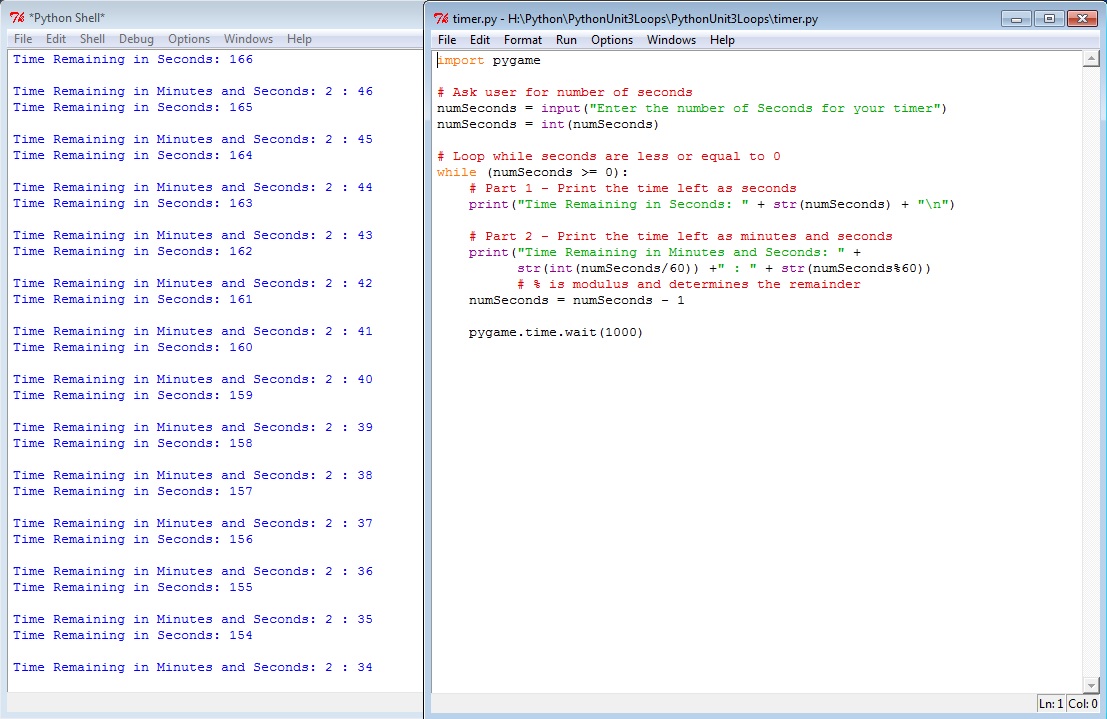 *Python Shell*
File Edit Shell Debug Options Windows Help
Time Remaining in Seconds: 166

Time Remaining in Minutes and Seconds: 2 : 46
Time Remaining in Seconds: 165

Time Remaining in Minutes and Seconds: 2 : 45
Time Remaining in Seconds: 164

Time Remaining in Minutes and Seconds: 2 : 44
Time Remaining in Seconds: 163

Time Remaining in Minutes and Seconds: 2 : 43
Time Remaining in Seconds: 162

Time Remaining in Minutes and Seconds: 2 : 42
Time Remaining in Seconds: 161

Time Remaining in Minutes and Seconds: 2 : 41
Time Remaining in Seconds: 160

Time Remaining in Minutes and Seconds: 2 : 40
Time Remaining in Seconds: 159

Time Remaining in Minutes and Seconds: 2 : 39
Time Remaining in Seconds: 158

Time Remaining in Minutes and Seconds: 2 : 38
Time Remaining in Seconds: 157

Time Remaining in Minutes and Seconds: 2 : 37
Time Remaining in Seconds: 156

Time Remaining in Minutes and Seconds: 2 : 36
Time Remaining in Seconds: 155

Time Remaining in Minutes and Seconds: 2 : 35
Time Remaining in Seconds: 154

Time Remaining in Minutes and Seconds: 2 : 34
timer.py - H:\Python\PythonUnit3Loops\PythonUnit3Loops\timer.py
File Edit Format Run Options Windows Help
import pygame

# Ask user for number of seconds
numSeconds = input("Enter the number of Seconds for your timer")
numSeconds = int(numSeconds)

# Loop while seconds are less or equal to 0
while (numSeconds >= 0):
    # Part 1 - Print the time left as seconds
    print("Time Remaining in Seconds: " + str(numSeconds) + "\n")

    # Part 2 - Print the time left as minutes and seconds
    print("Time Remaining in Minutes and Seconds: " +
          str(int(numSeconds/60)) +" : " + str(numSeconds%60))
          # % is modulus and determines the remainder
    numSeconds = numSeconds - 1

    pygame.time.wait(1000)
Ln: 1 Col: 0